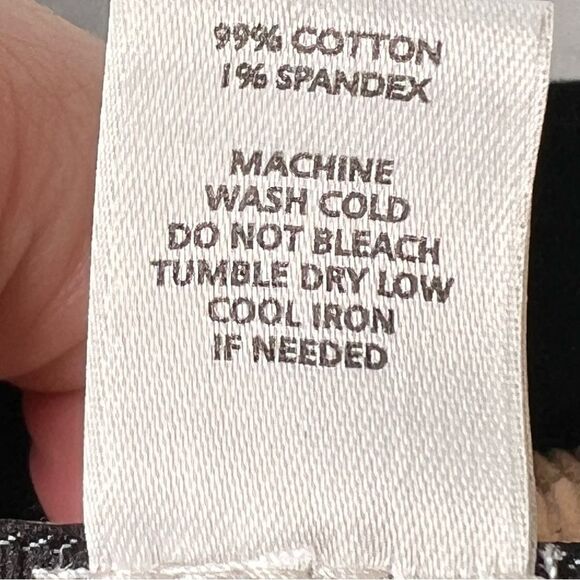 99% COTTON
1% SPANDEX
MACHINE
WASH COLD
DO NOT BLEACH
TUMBLE DRY LOW
COOL IRON
IF NEEDED